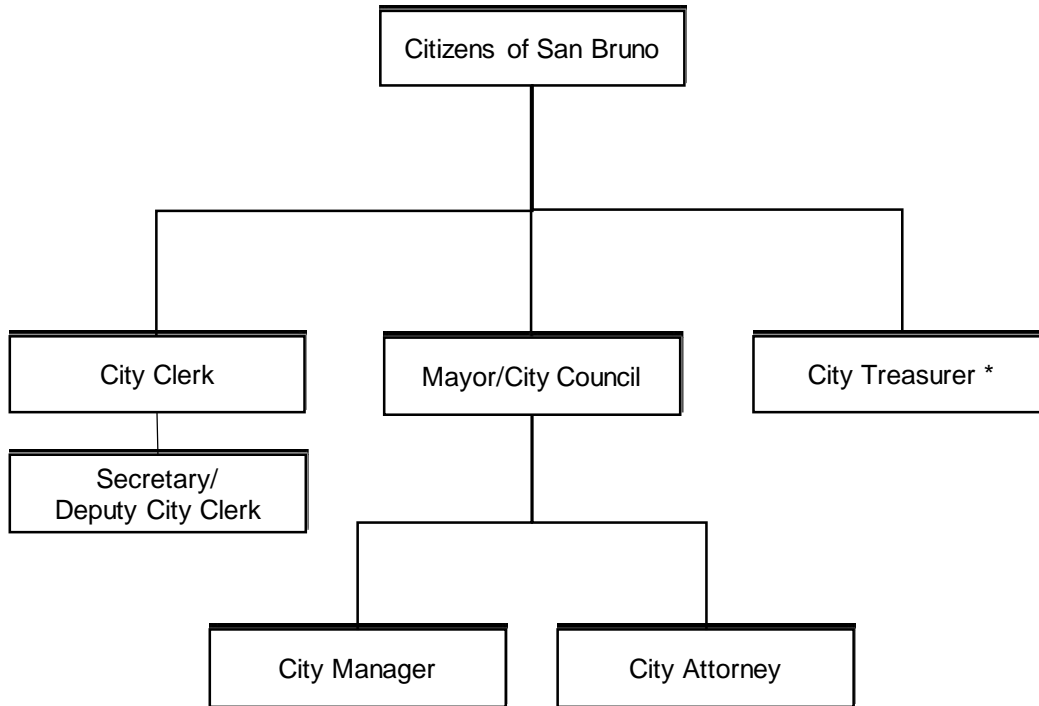 Citizens of San Bruno
City Clerk
Mayor/City Council
City Treasurer *
Secretary/
Deputy City Clerk
City Manager
City Attorney